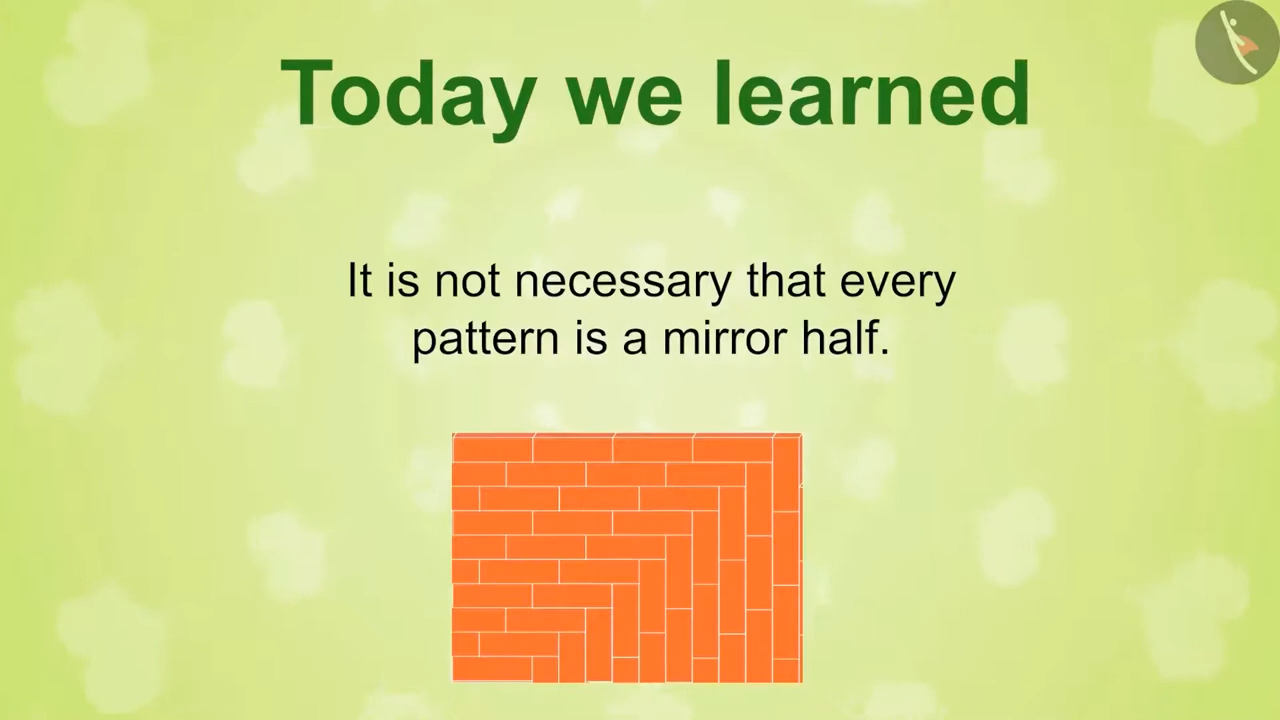 Today we learned
It is not necessary that every
pattern is a mirror half.